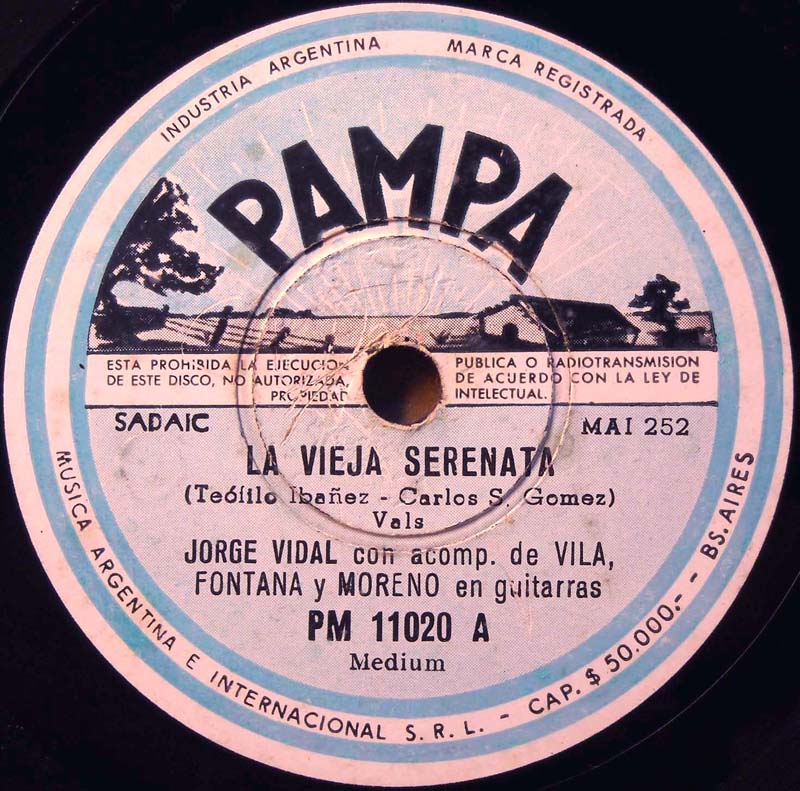 INDUSTRIA ARGENTINA MARCA REGISTRADA
PAMPA
ESTA PROHIBIDA LA EJECUCION PUBLICA O RADIOTRANSMISION
DE ESTE DISCO, NO AUTORIZADA, DE ACUERDO CON LA LEY DE
PROPIEDAD INTELECTUAL.
SADAIC MAI 252
LA VIEJA SERENATA
(Teófilo Ibañez - Carlos S. Gomez)
Vals
JORGE VIDAL con acomp. de VILA,
FONTANA y MORENO en guitarras
PM 11020 A
Medium
MUSICA ARGENTINA E INTERNACIONAL S. R. L. - CAP. $ 50.000.- - BS. AIRES